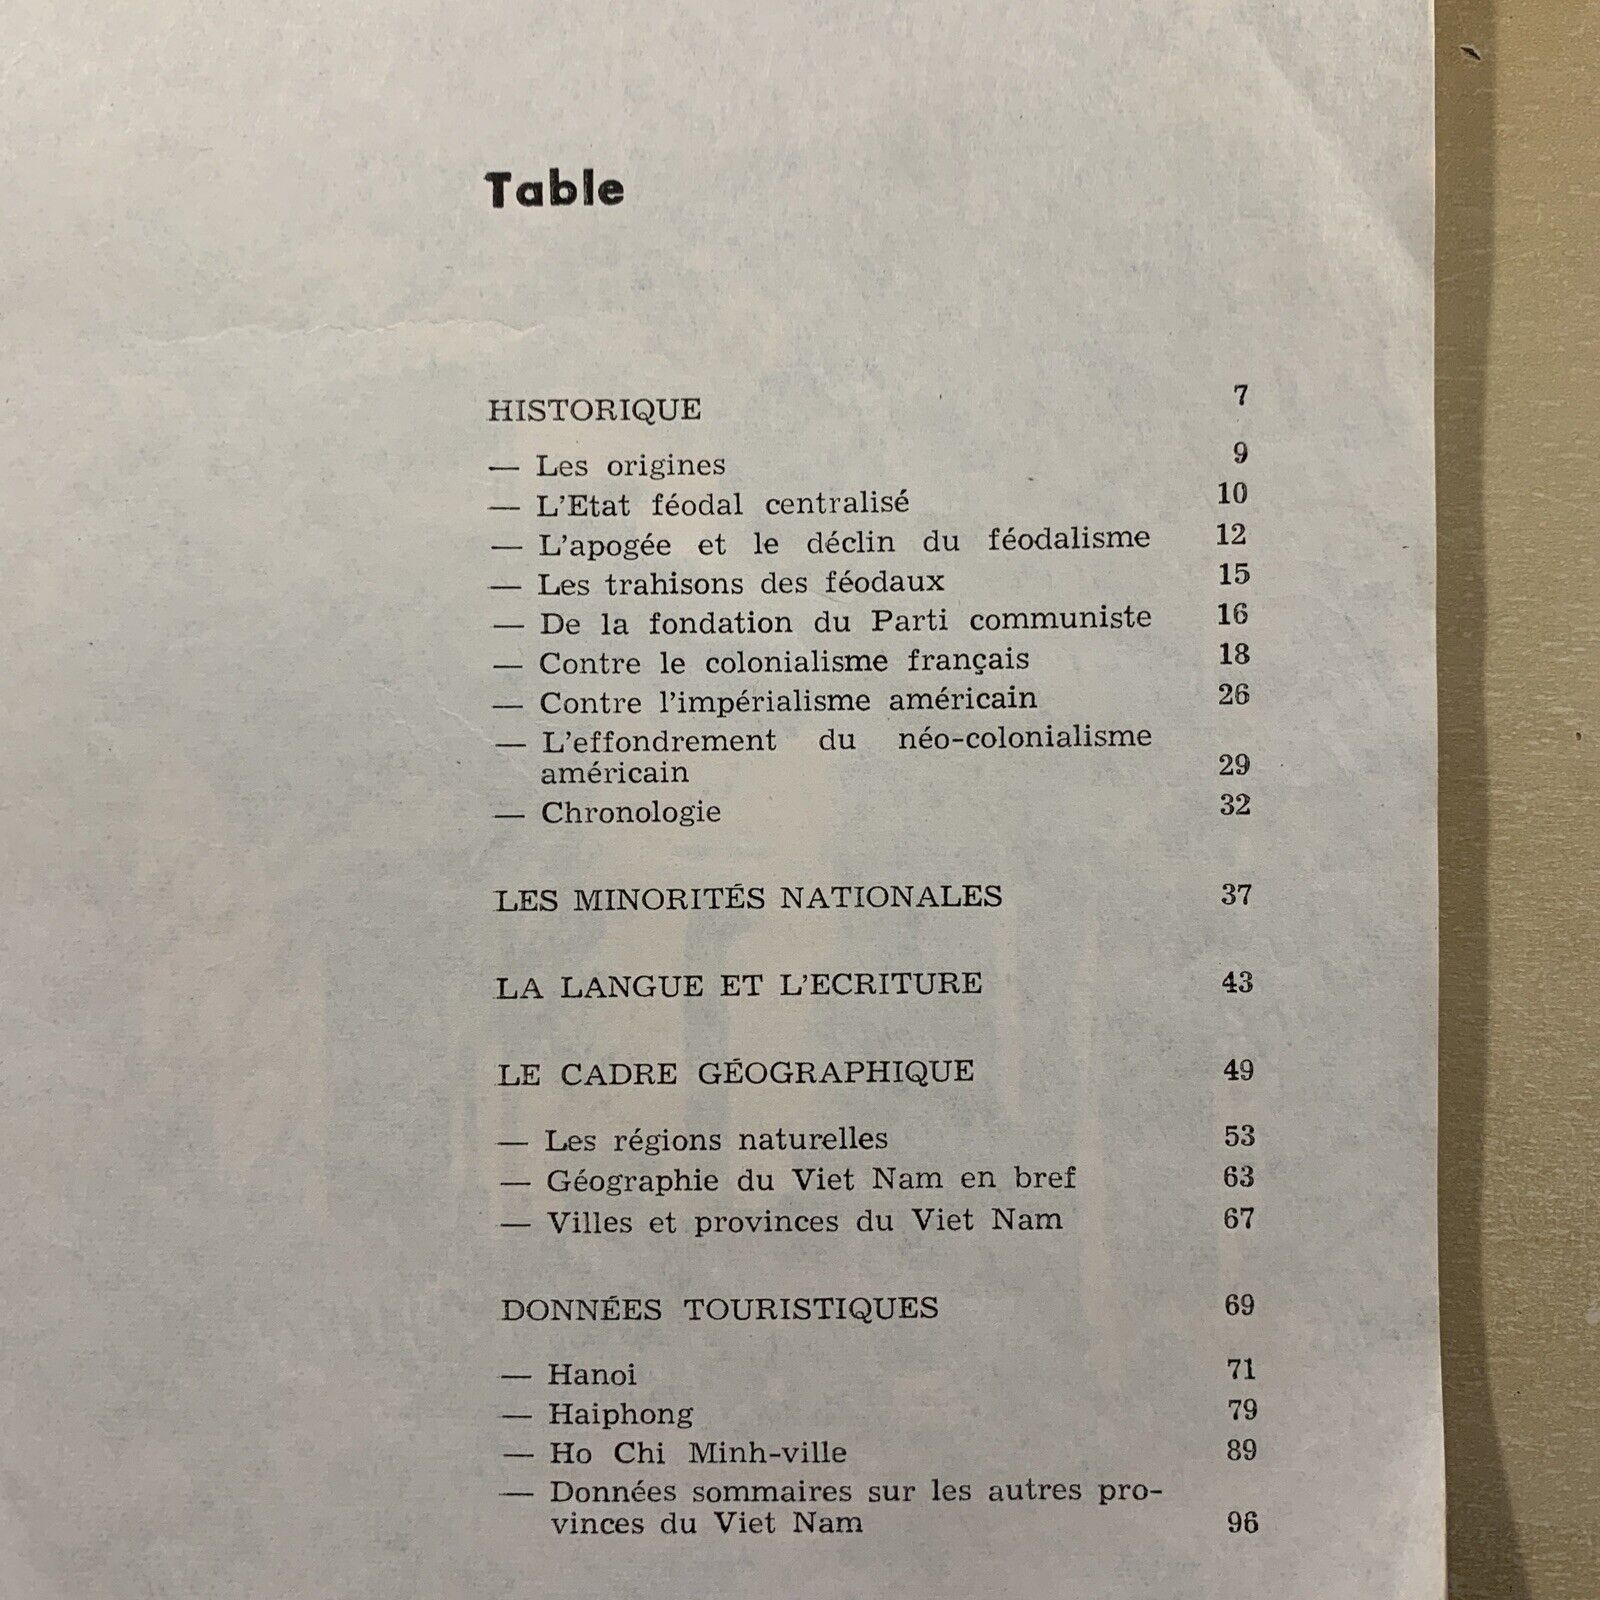 Table
HISTORIQUE 7
— Les origines 9
— L'Etat féodal centralisé 10
— L'apogée et le déclin du féodalisme 12
— Les trahisons des féodaux 15
— De la fondation du Parti communiste 16
— Contre le colonialisme français 18
— Contre l'impérialisme américain 26
— L'effondrement du néo-colonialisme
américain 29
— Chronologie 32
LES MINORITÉS NATIONALES 37
LA LANGUE ET L'ECRITURE 43
LE CADRE GÉOGRAPHIQUE 49
— Les régions naturelles 53
— Géographie du Viet Nam en bref 63
— Villes et provinces du Viet Nam 67
DONNÉES TOURISTIQUES 69
— Hanoi 71
— Haiphong 79
— Ho Chi Minh-ville 89
— Données sommaires sur les autres pro-
vinces du Viet Nam 96